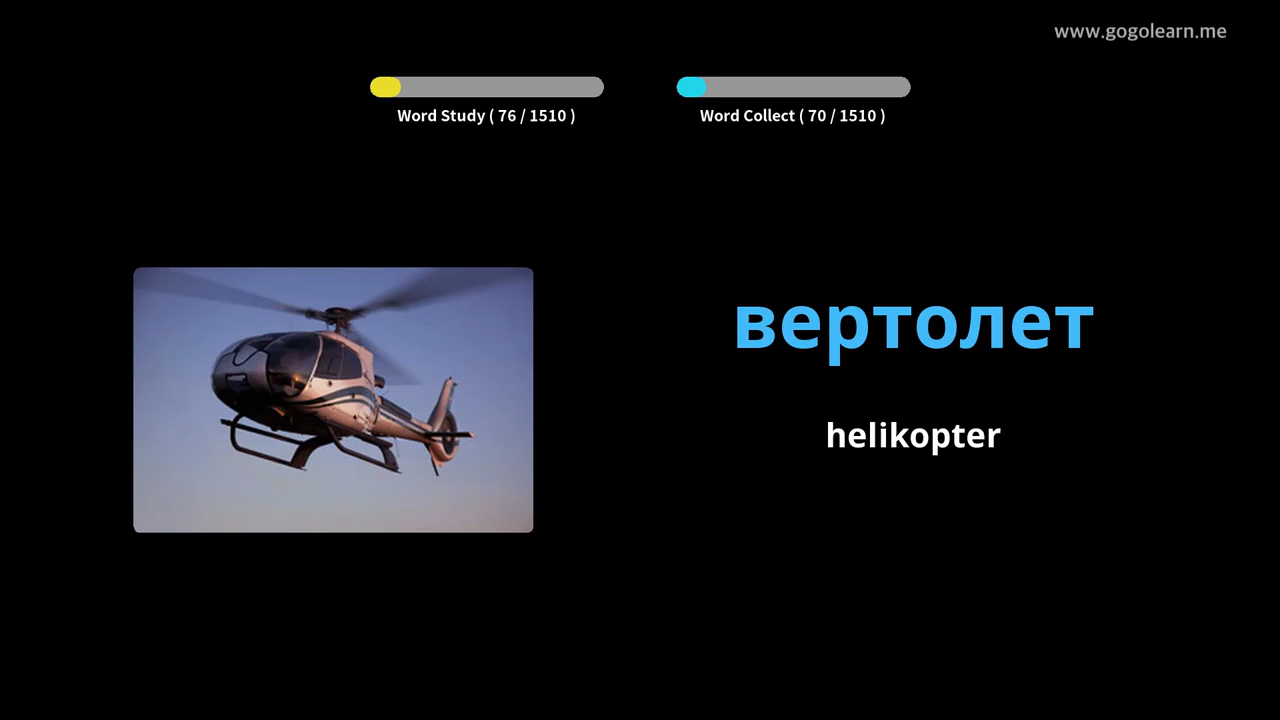 www.gogolearn.me
Word Study ( 76 / 1510 )
Word Collect ( 70 / 1510 )
вертолет
helikopter